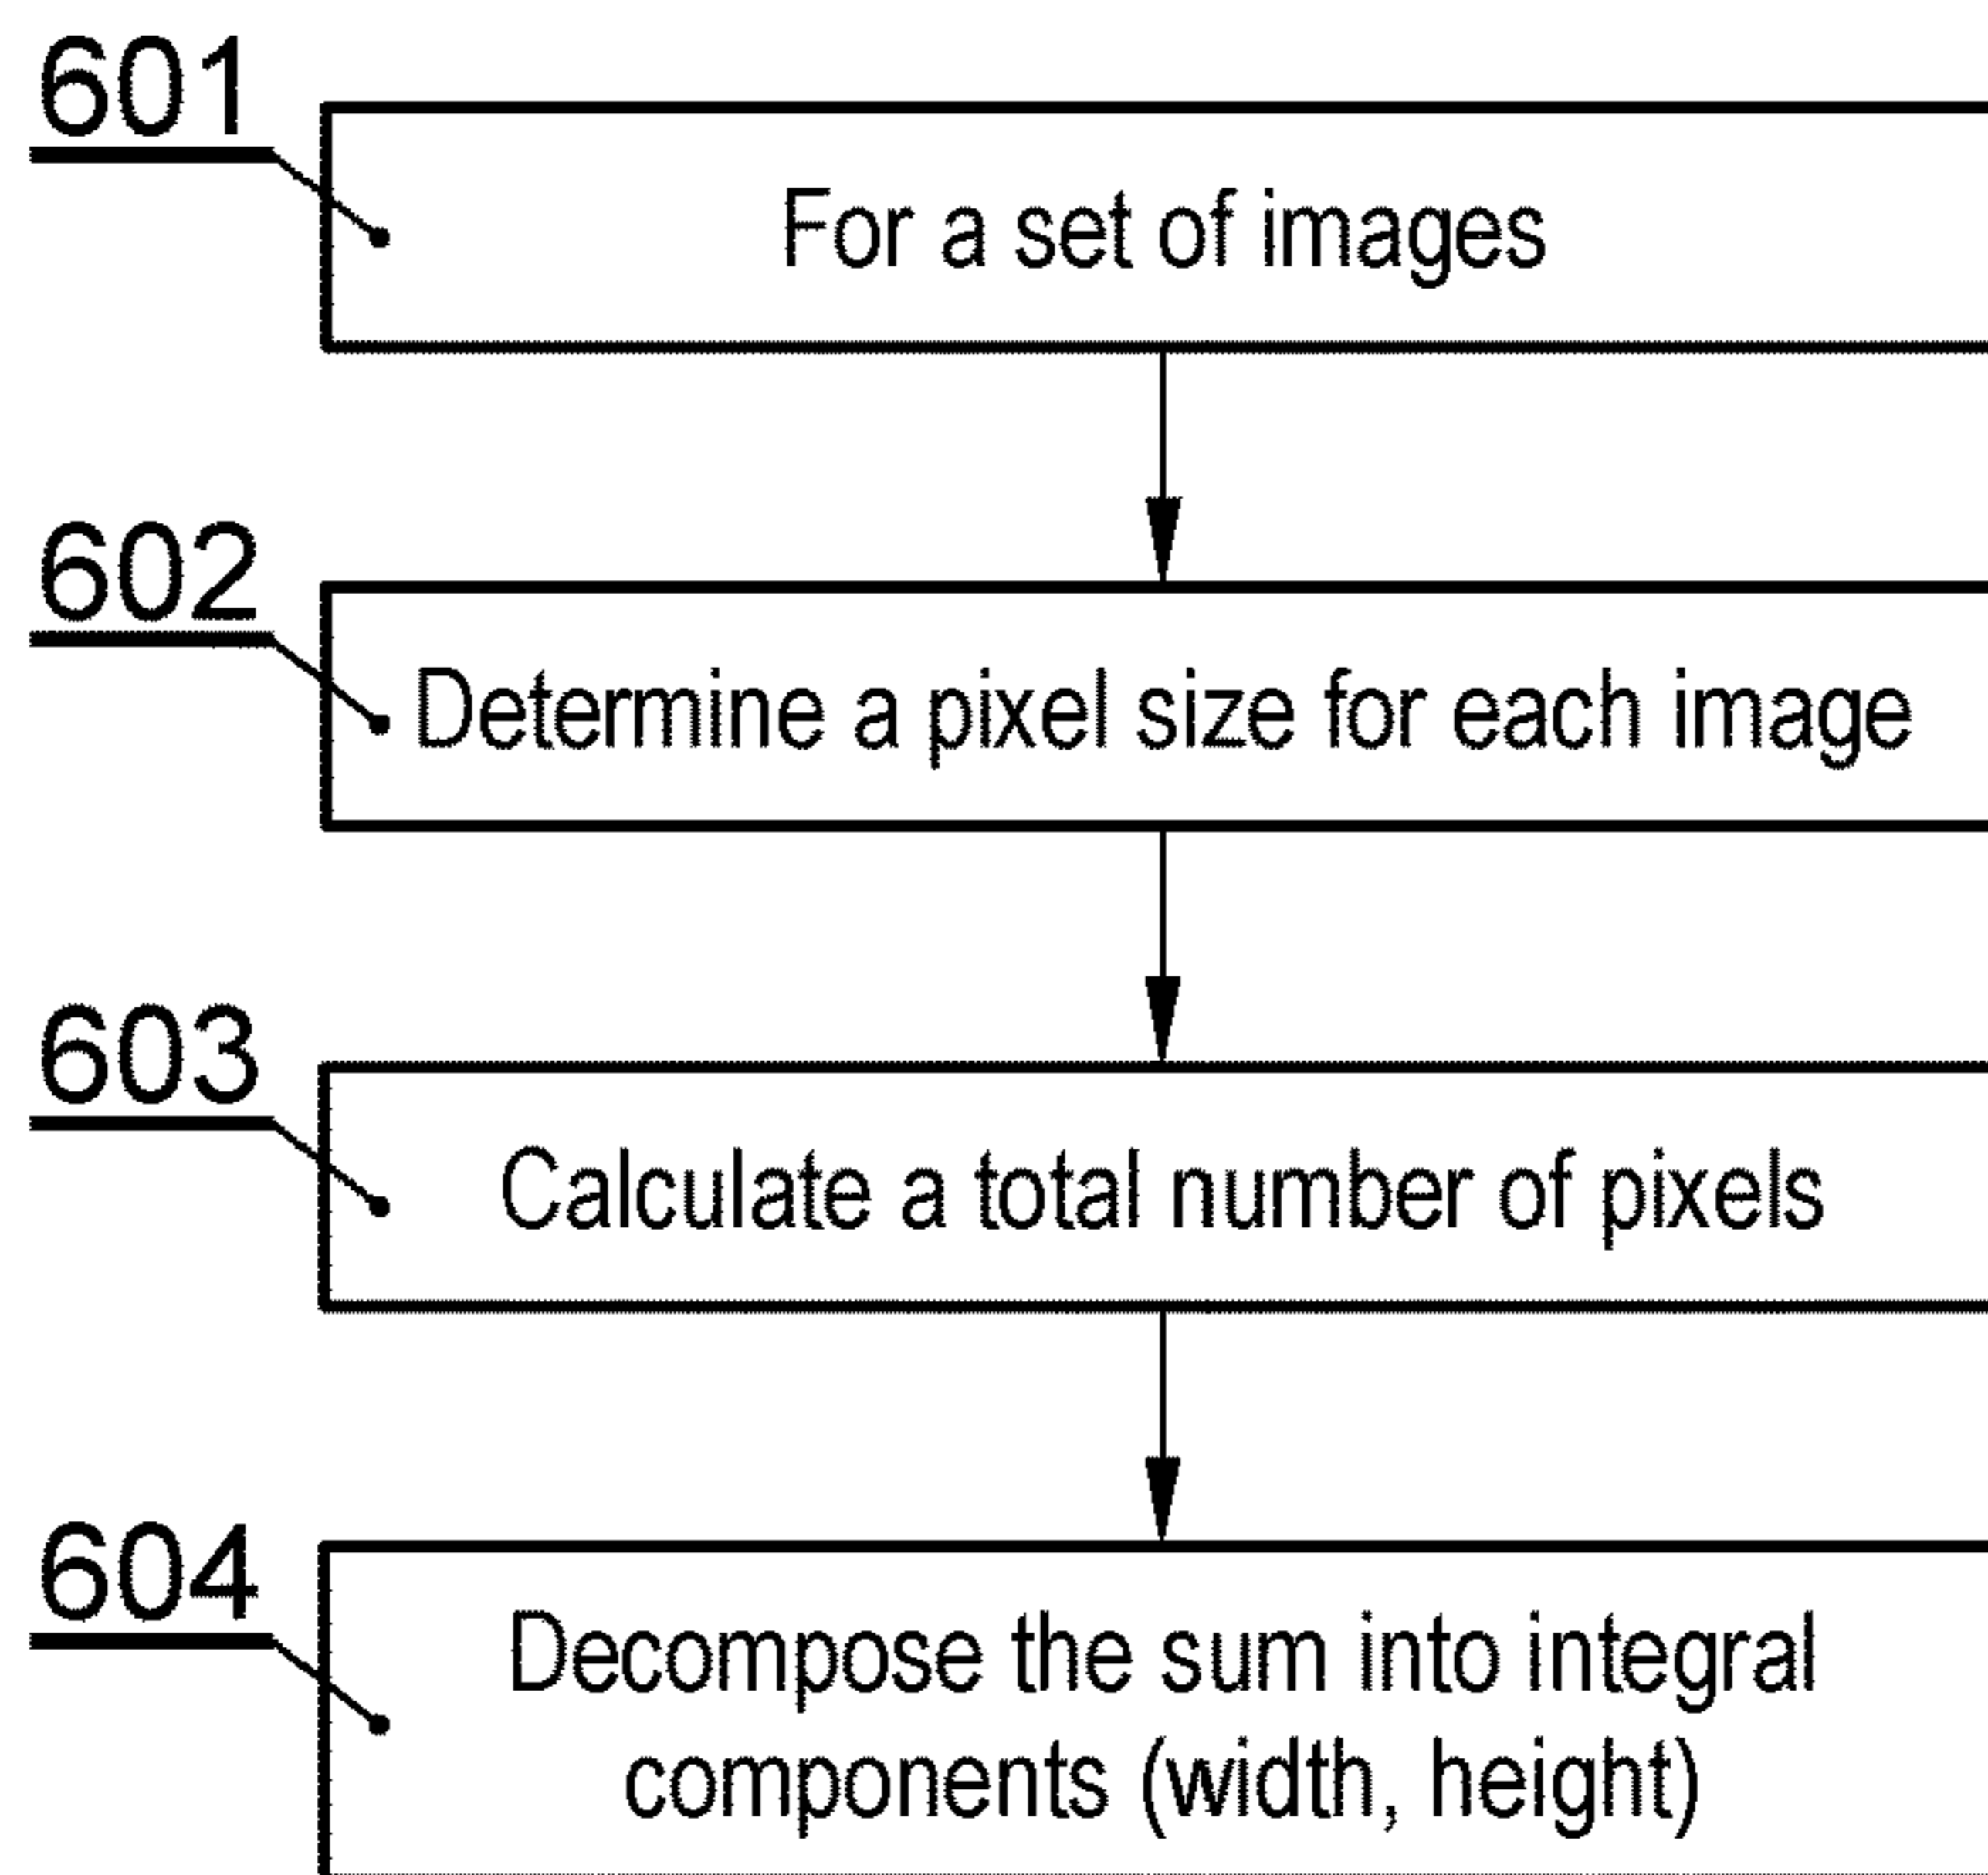 601
For a set of images
602
Determine a pixel size for each image
603
Calculate a total number of pixels
604
Decompose the sum into integral
components (width, height)